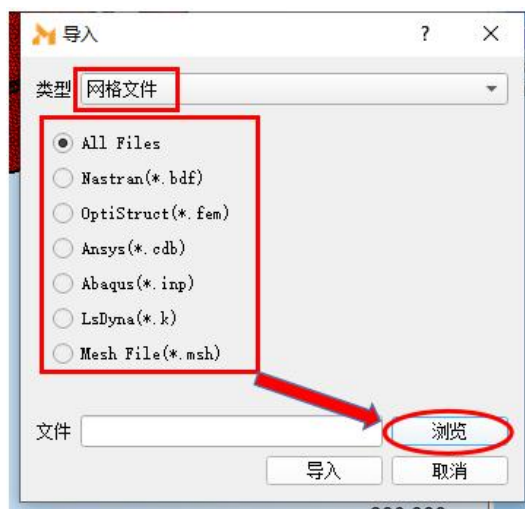 导入 ?
类型 网格文件
All Files
Nastran(*.bdf)
OptiStruct(*.fem)
Ansys(*.cdb)
Abaqus(*.inp)
LsDyna(*.k)
Mesh File(*.msh)
文件 浏览
导入 取消